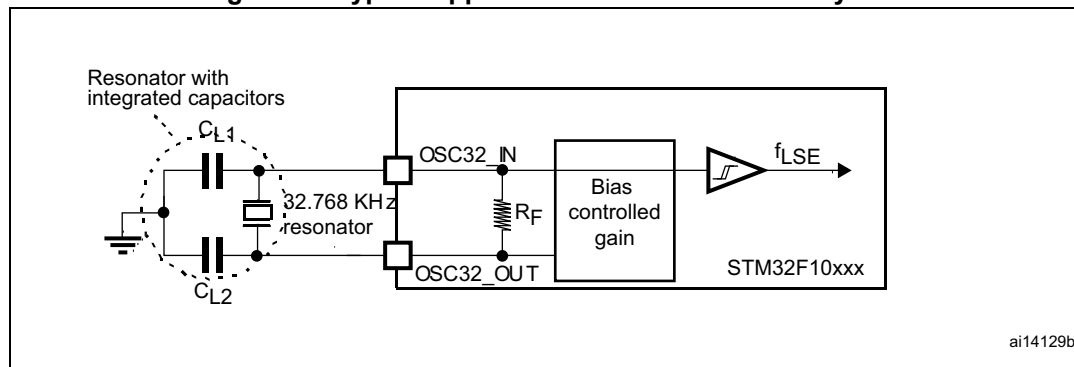 Resonator with
integrated capacitors
CL1
OSC32_IN
fLSE
32.768 KHz
resonator
RF
Bias
controlled
gain
OSC32_OUT
STM32F10xxx
CL2
ai14129b